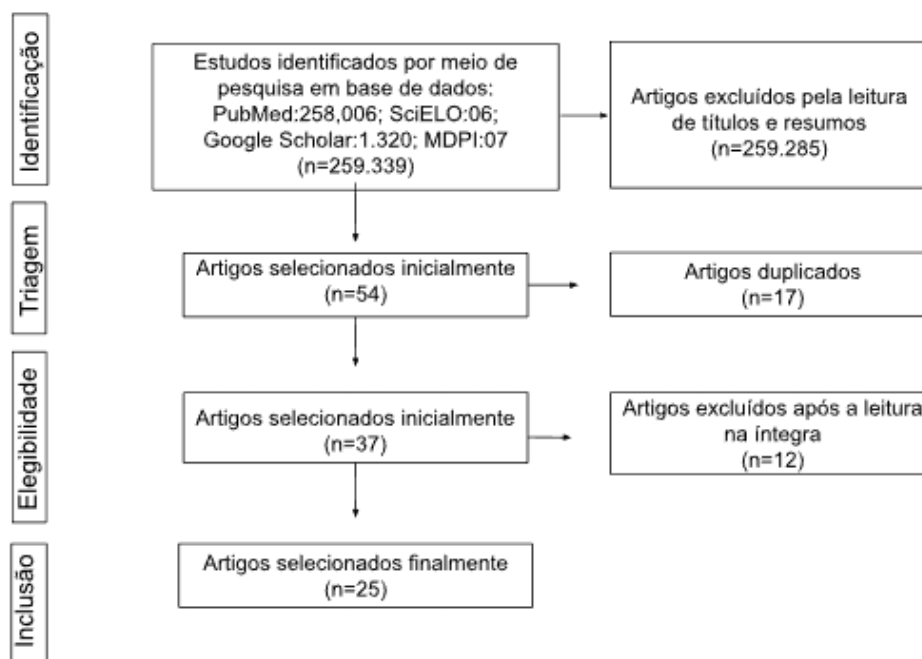 Identificação
Estudos identificados por meio de
pesquisa em base de dados:
PubMed:258,006; SciELO:06;
Google Scholar:1.320; MDPI:07
(n=259.339)
Artigos excluídos pela leitura
de títulos e resumos
(n=259.285)
Triagem
Artigos selecionados inicialmente
(n=54)
Artigos duplicados
(n=17)
Elegibilidade
Artigos selecionados inicialmente
(n=37)
Artigos excluídos após a leitura
na íntegra
(n=12)
Inclusão
Artigos selecionados finalmente
(n=25)